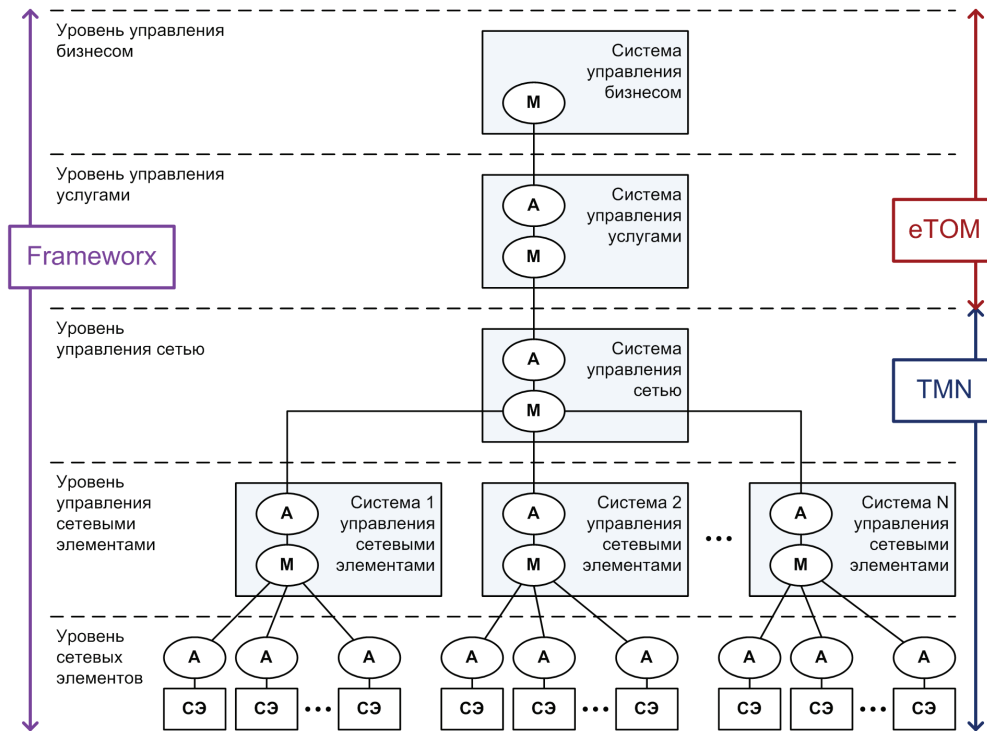 Уровень управления
бизнесом
Система
управления
бизнесом
М
Уровень управления
услугами
Система
управления
услугами
А
М
Frameworx
eTOM
Уровень
управления сетью
Система
управления
сетью
А
М
TMN
Уровень
управления
сетевыми
элементами
Система 1
управления
сетевыми
элементами
А
М
Система 2
управления
сетевыми
элементами
А
М
...
Система N
управления
сетевыми
элементами
А
М
Уровень
сетевых
элементов
А А А А А А А А А
СЭ СЭ ... СЭ СЭ СЭ ... СЭ СЭ СЭ ... СЭ